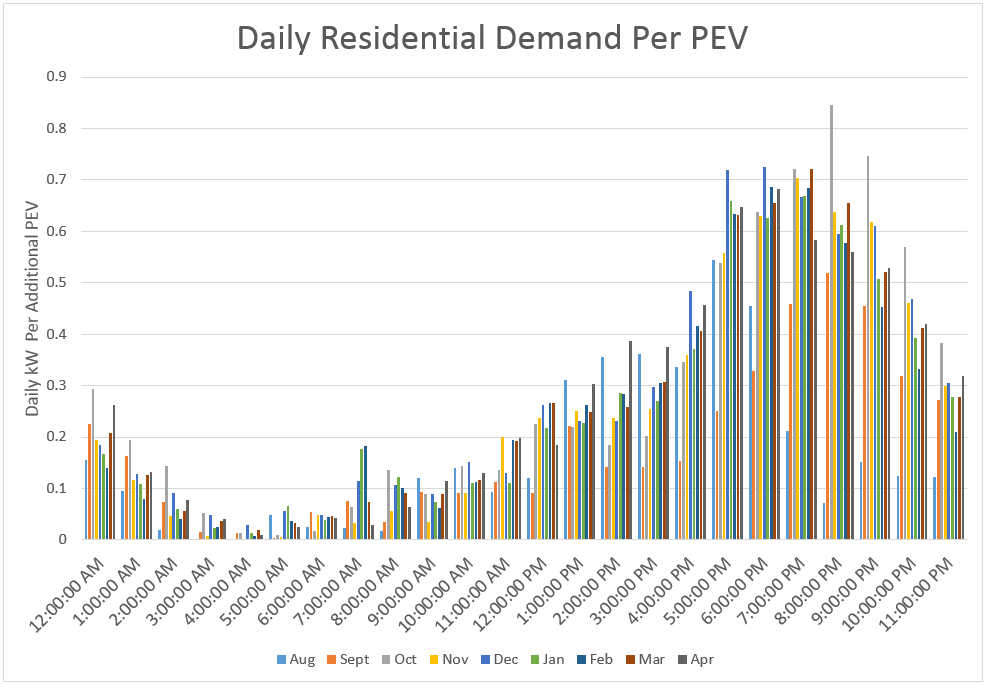 Daily Residential Demand Per PEV
Daily kW Per Additional PEV
0.9
0.8
0.7
0.6
0.5
0.4
0.3
0.2
0.1
0
12:00:00 AM
1:00:00 AM
2:00:00 AM
3:00:00 AM
4:00:00 AM
5:00:00 AM
6:00:00 AM
7:00:00 AM
8:00:00 AM
9:00:00 AM
10:00:00 AM
11:00:00 AM
12:00:00 PM
1:00:00 PM
2:00:00 PM
3:00:00 PM
4:00:00 PM
5:00:00 PM
6:00:00 PM
7:00:00 PM
8:00:00 PM
9:00:00 PM
10:00:00 PM
11:00:00 PM
Aug Sept Oct Nov Dec Jan Feb Mar Apr